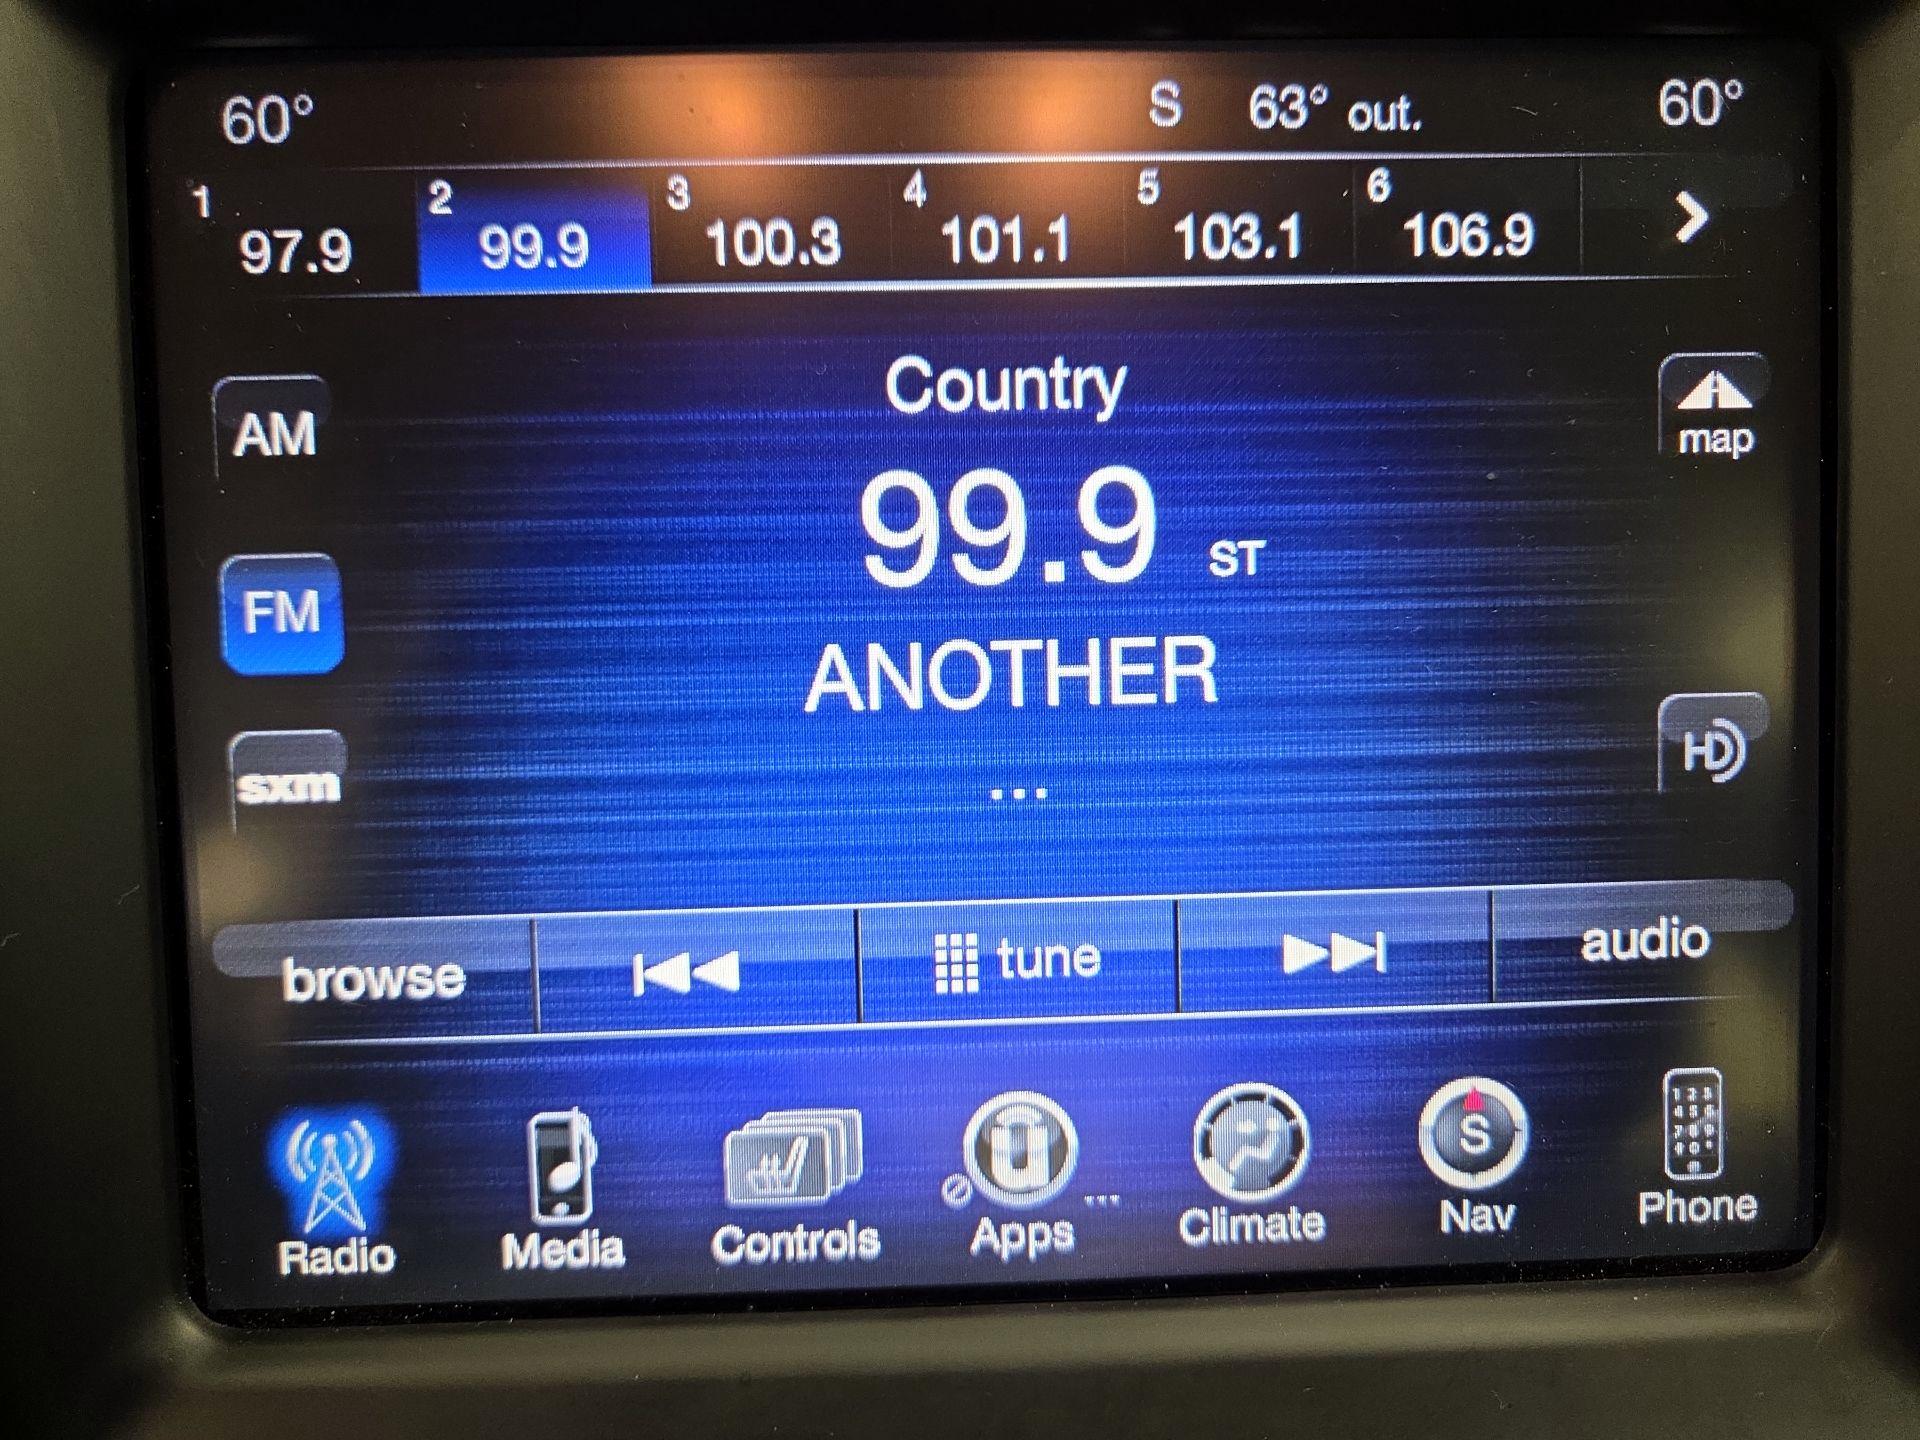 60° S 63° out. 60°
1 2 3 4 5 6
97.9 99.9 100.3 101.1 103.1 106.9
Country
AM
map
99.9 ST
FM
ANOTHER
sxm
HD
...
browse tune audio
S
Radio Media Controls Apps ... Climate Nav Phone